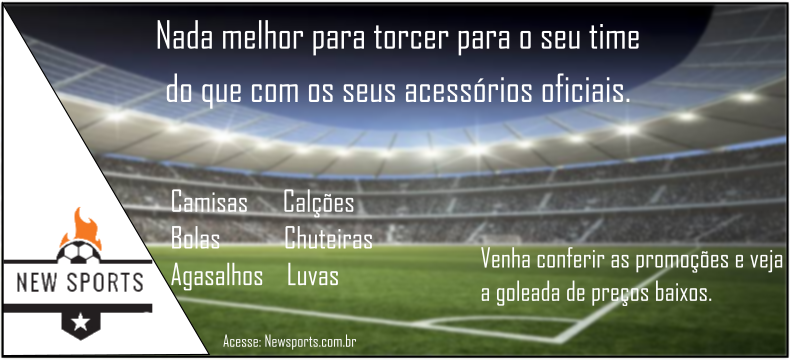 Nada melhor para torcer para o seu time
do que com os seus acessórios oficiais.
Camisas Calções
Bolas Chuteiras
Agasalhos Luvas
Venha conferir as promoções e veja
a goleada de preços baixos.
NEW SPORTS
Acesse: Newsports.com.br